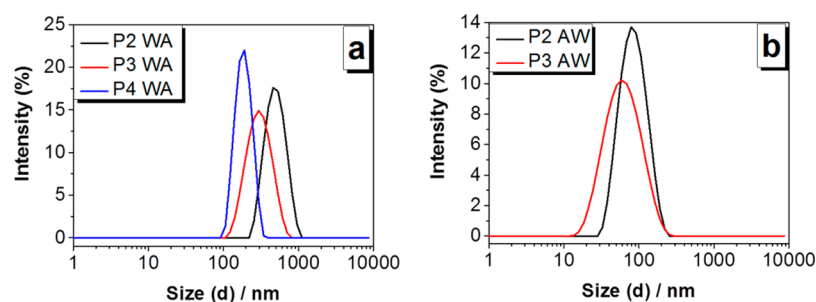 a
P2 WA
P3 WA
P4 WA
Intensity (%)
25
20
15
10
5
0
1 10 100 1000 10000
Size (d) / nm
b
P2 AW
P3 AW
Intensity (%)
14
12
10
8
6
4
2
0
1 10 100 1000 10000
Size (d) / nm